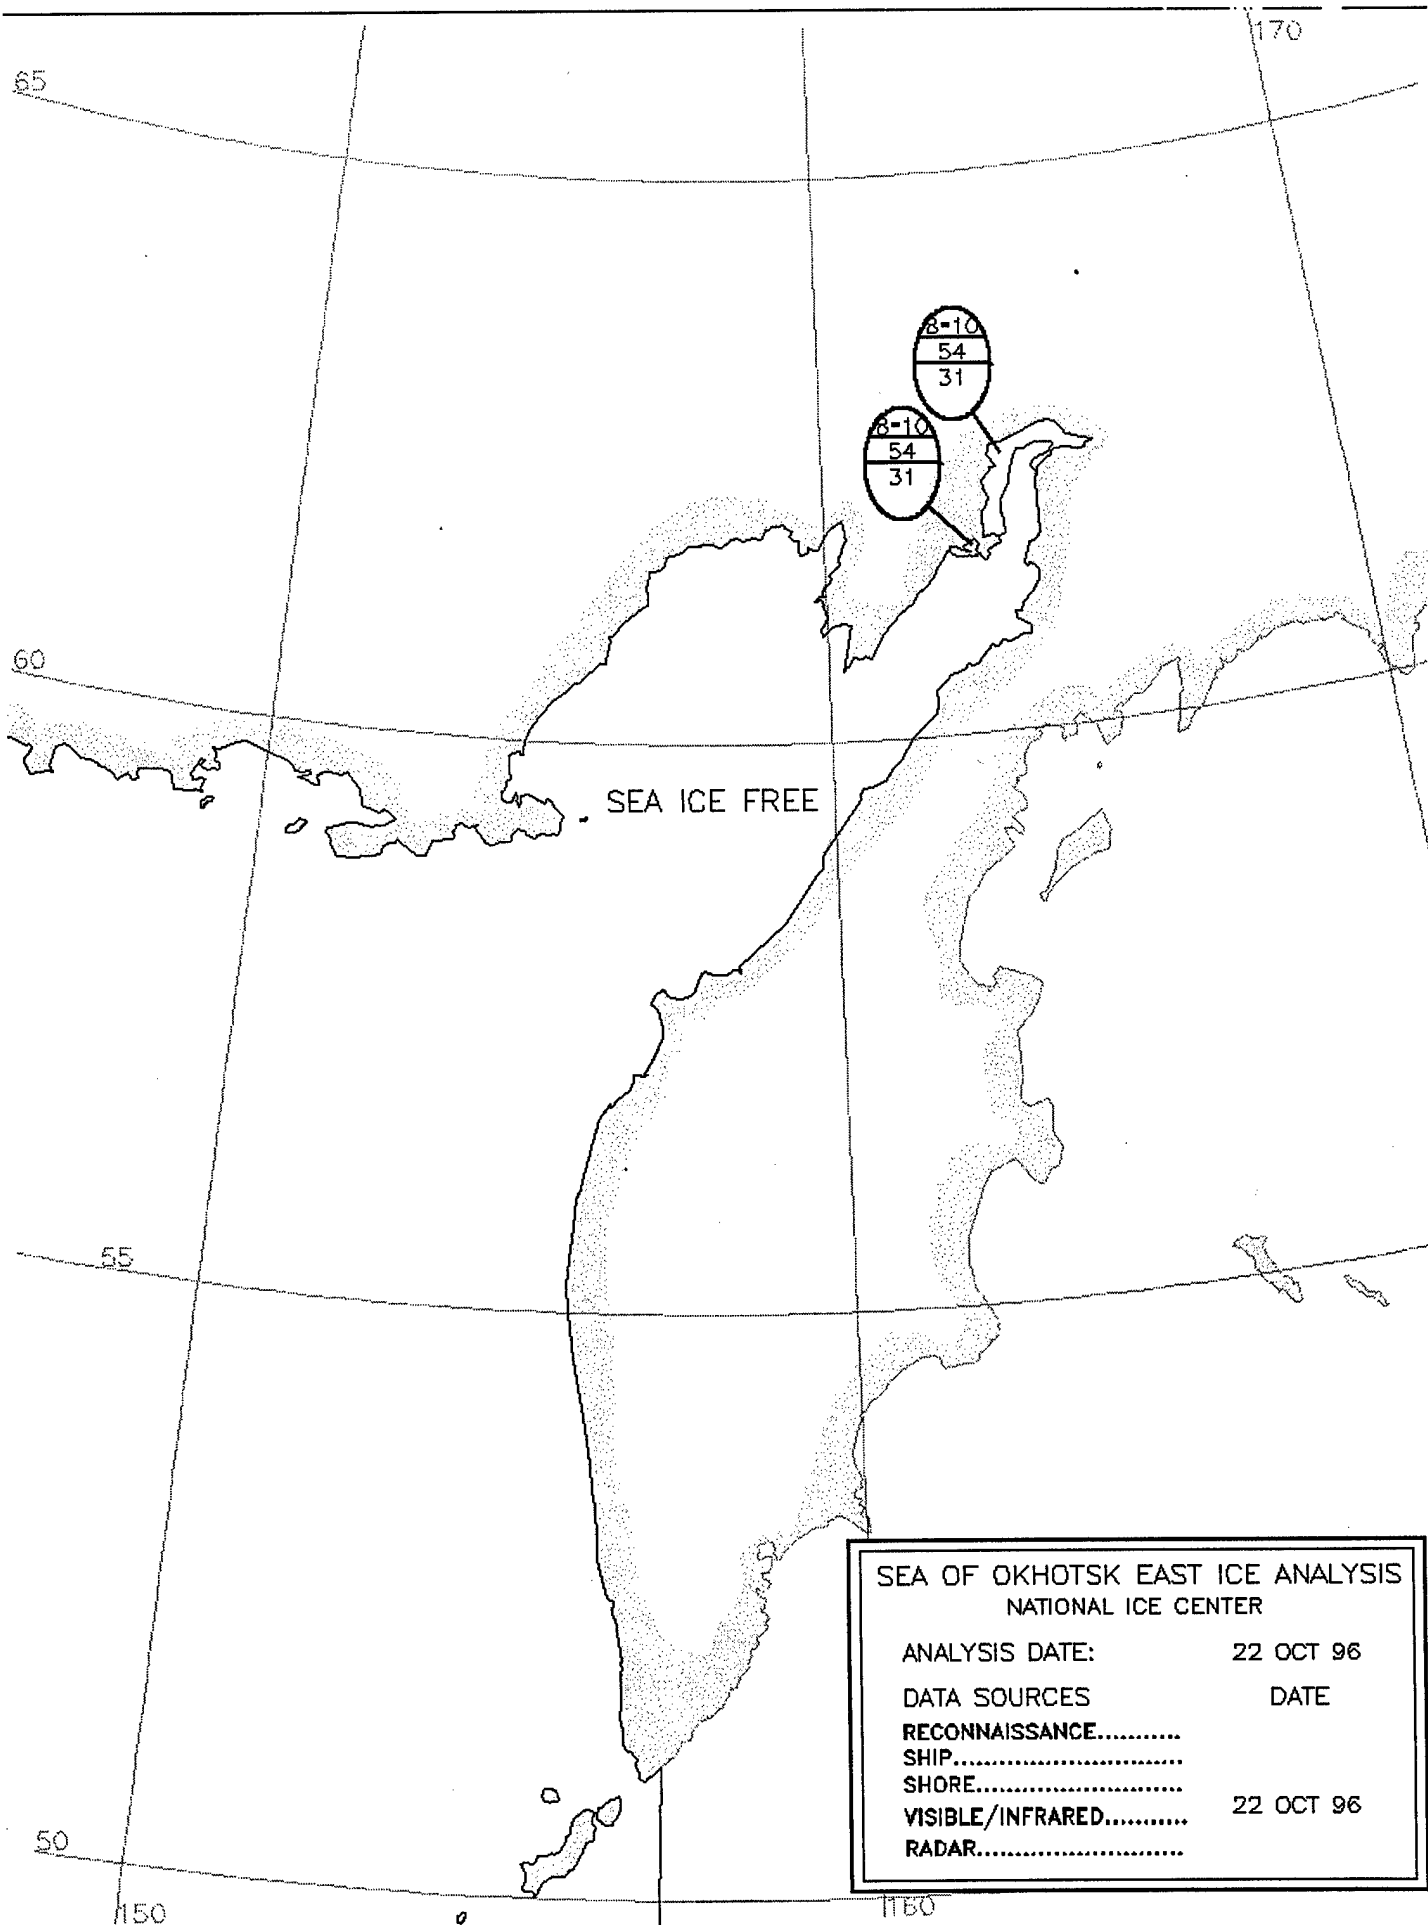 170
65
8-10
54
31
8-10
54
31
60
SEA ICE FREE
55
SEA OF OKHOTSK EAST ICE ANALYSIS
NATIONAL ICE CENTER
ANALYSIS DATE: 22 OCT 96
DATA SOURCES DATE
RECONNAISSANCE...........
SHIP.............................
SHORE..........................
VISIBLE/INFRARED........... 22 OCT 96
RADAR..........................
50
150
160